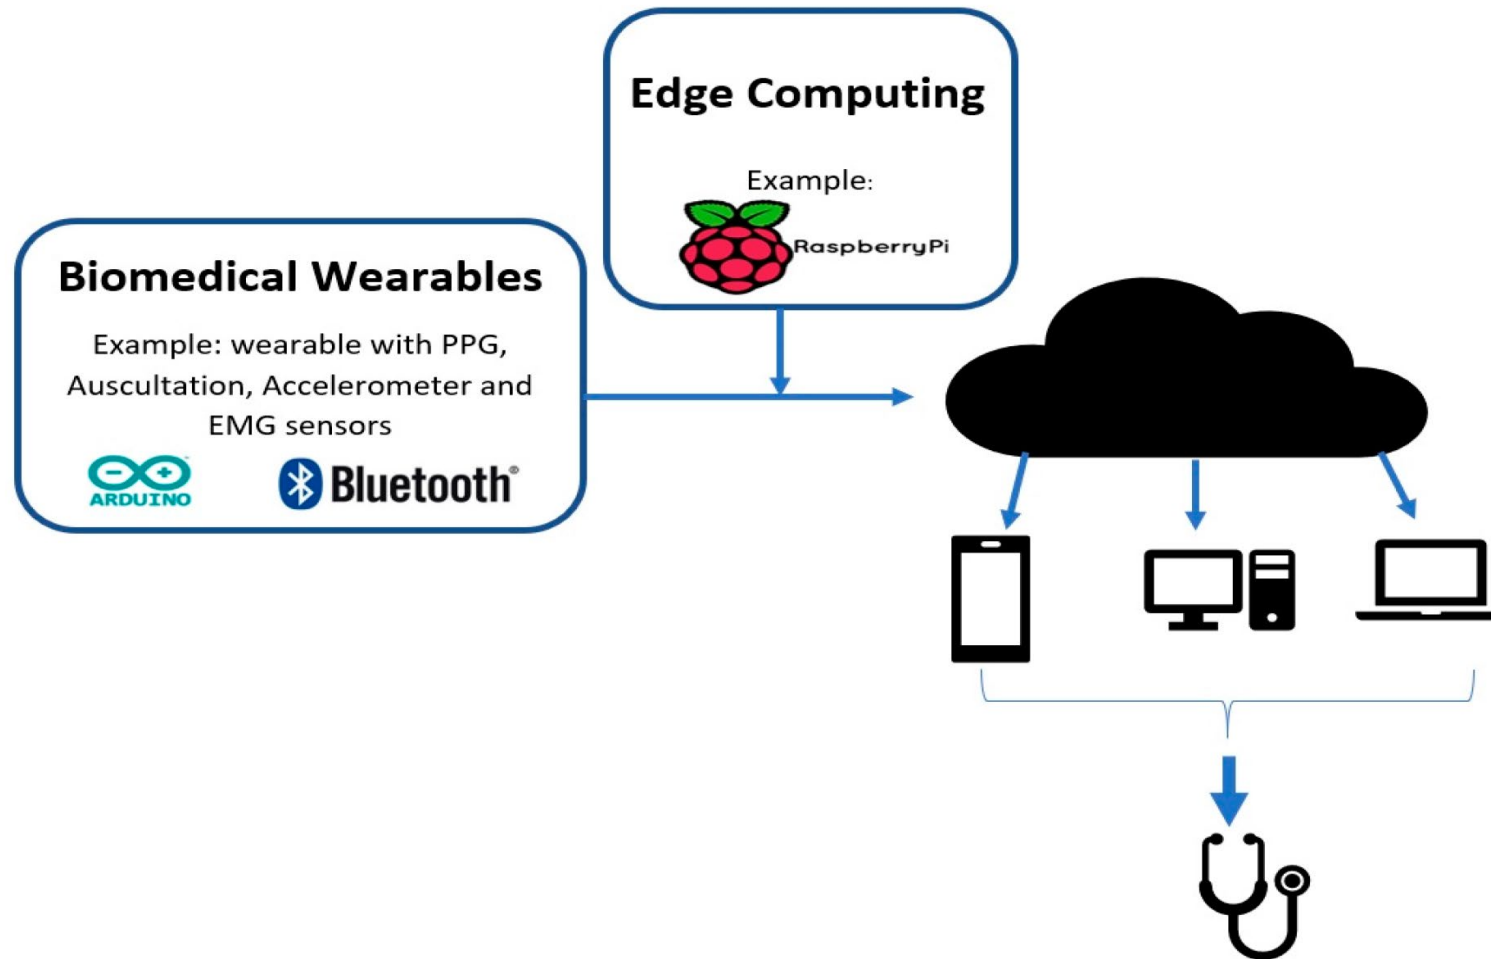 Edge Computing
Example:
RaspberryPi
Biomedical Wearables
Example: wearable with PPG,
Auscultation, Accelerometer and
EMG sensors
ARDUINO
Bluetooth®